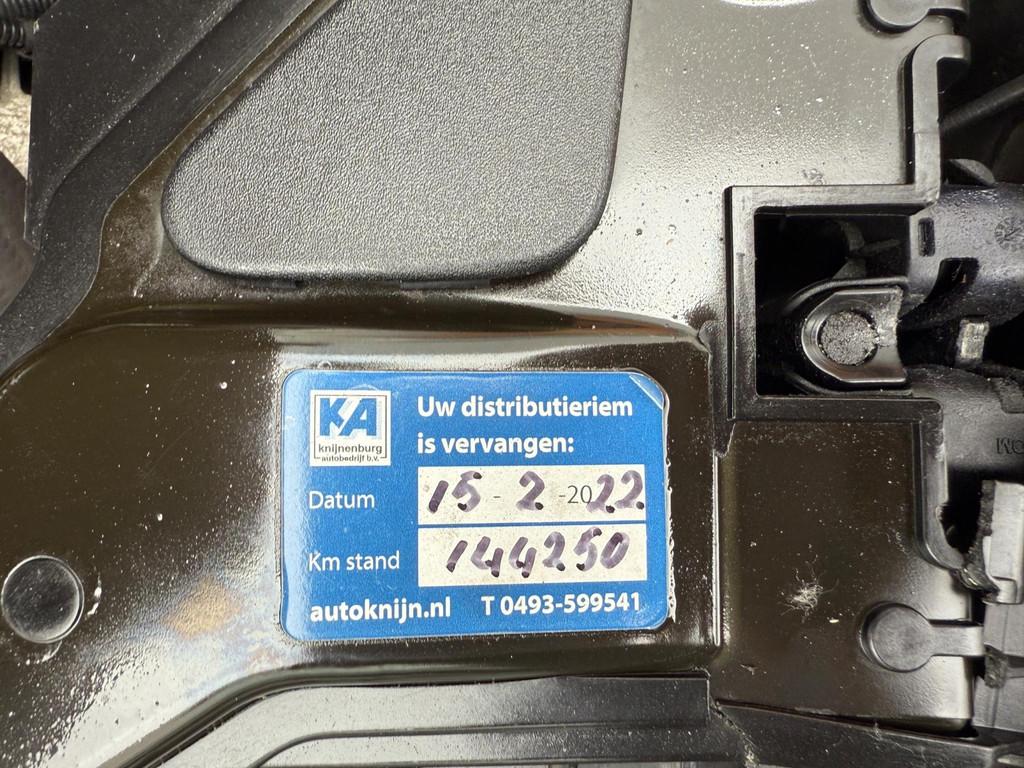 KA
knijnenburg
autobedrijf b.v.
Uw distributieriem
is vervangen:
Datum 15 - 2 -2022
Km stand 144250
autoknijn.nl T 0493-599541